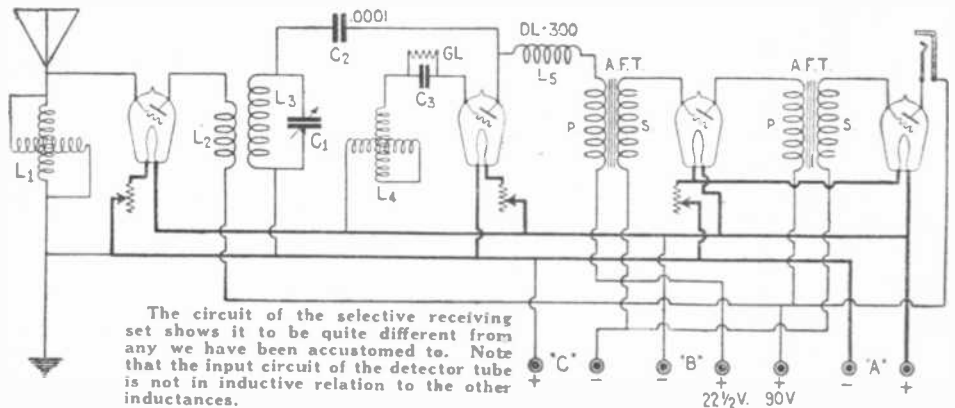 .0001
C2
DL-300
L5
GL
C3
A.F.T.
A.F.T.
L3
L2
C1
L1
L4
P
S
P
S
The circuit of the selective receiving
set shows it to be quite different from
any we have been accustomed to. Note
that the input circuit of the detector tube
is not in inductive relation to the other
inductances.
+ "C" - - "B" + + - "A" +
22½V. 90V